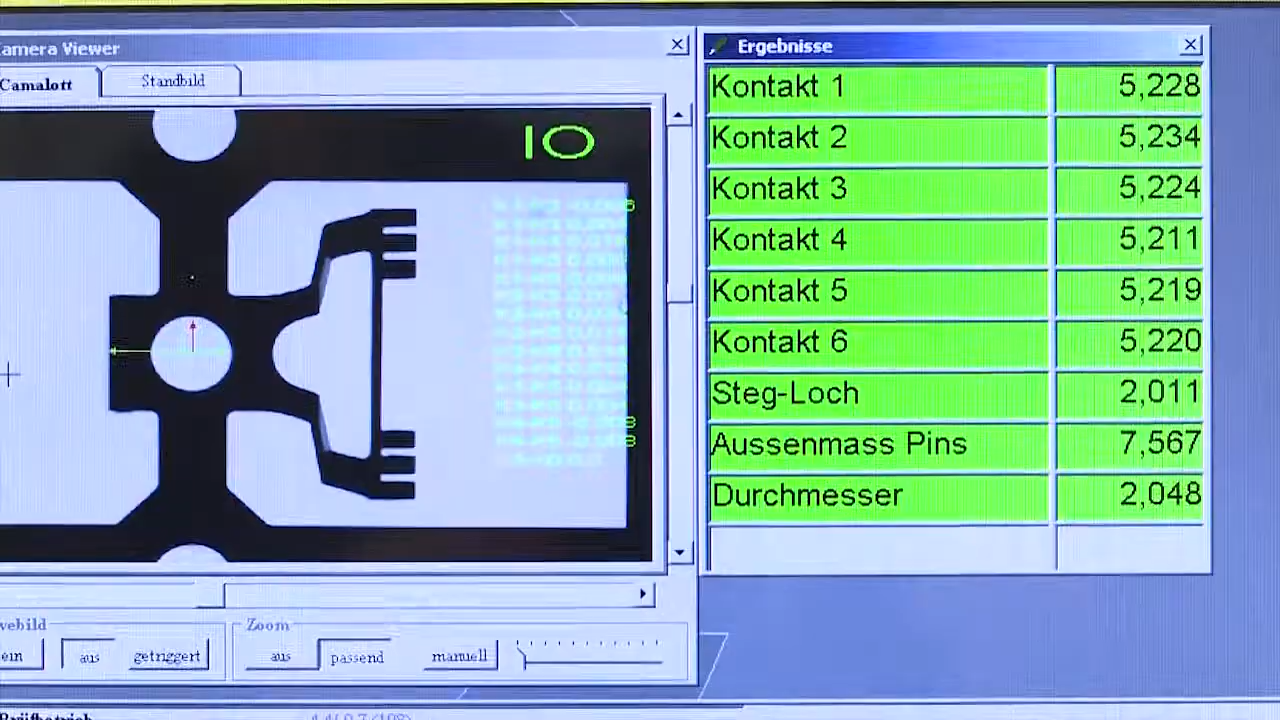 amera Viewer
Camalott
Standbild
IO
Ergebnisse
Kontakt 1 5,228
Kontakt 2 5,234
Kontakt 3 5,224
Kontakt 4 5,211
Kontakt 5 5,219
Kontakt 6 5,220
Steg-Loch 2,011
Aussenmass Pins 7,567
Durchmesser 2,048
vebild
ein
aus
getriggert
Zoom
aus
passend
manuell